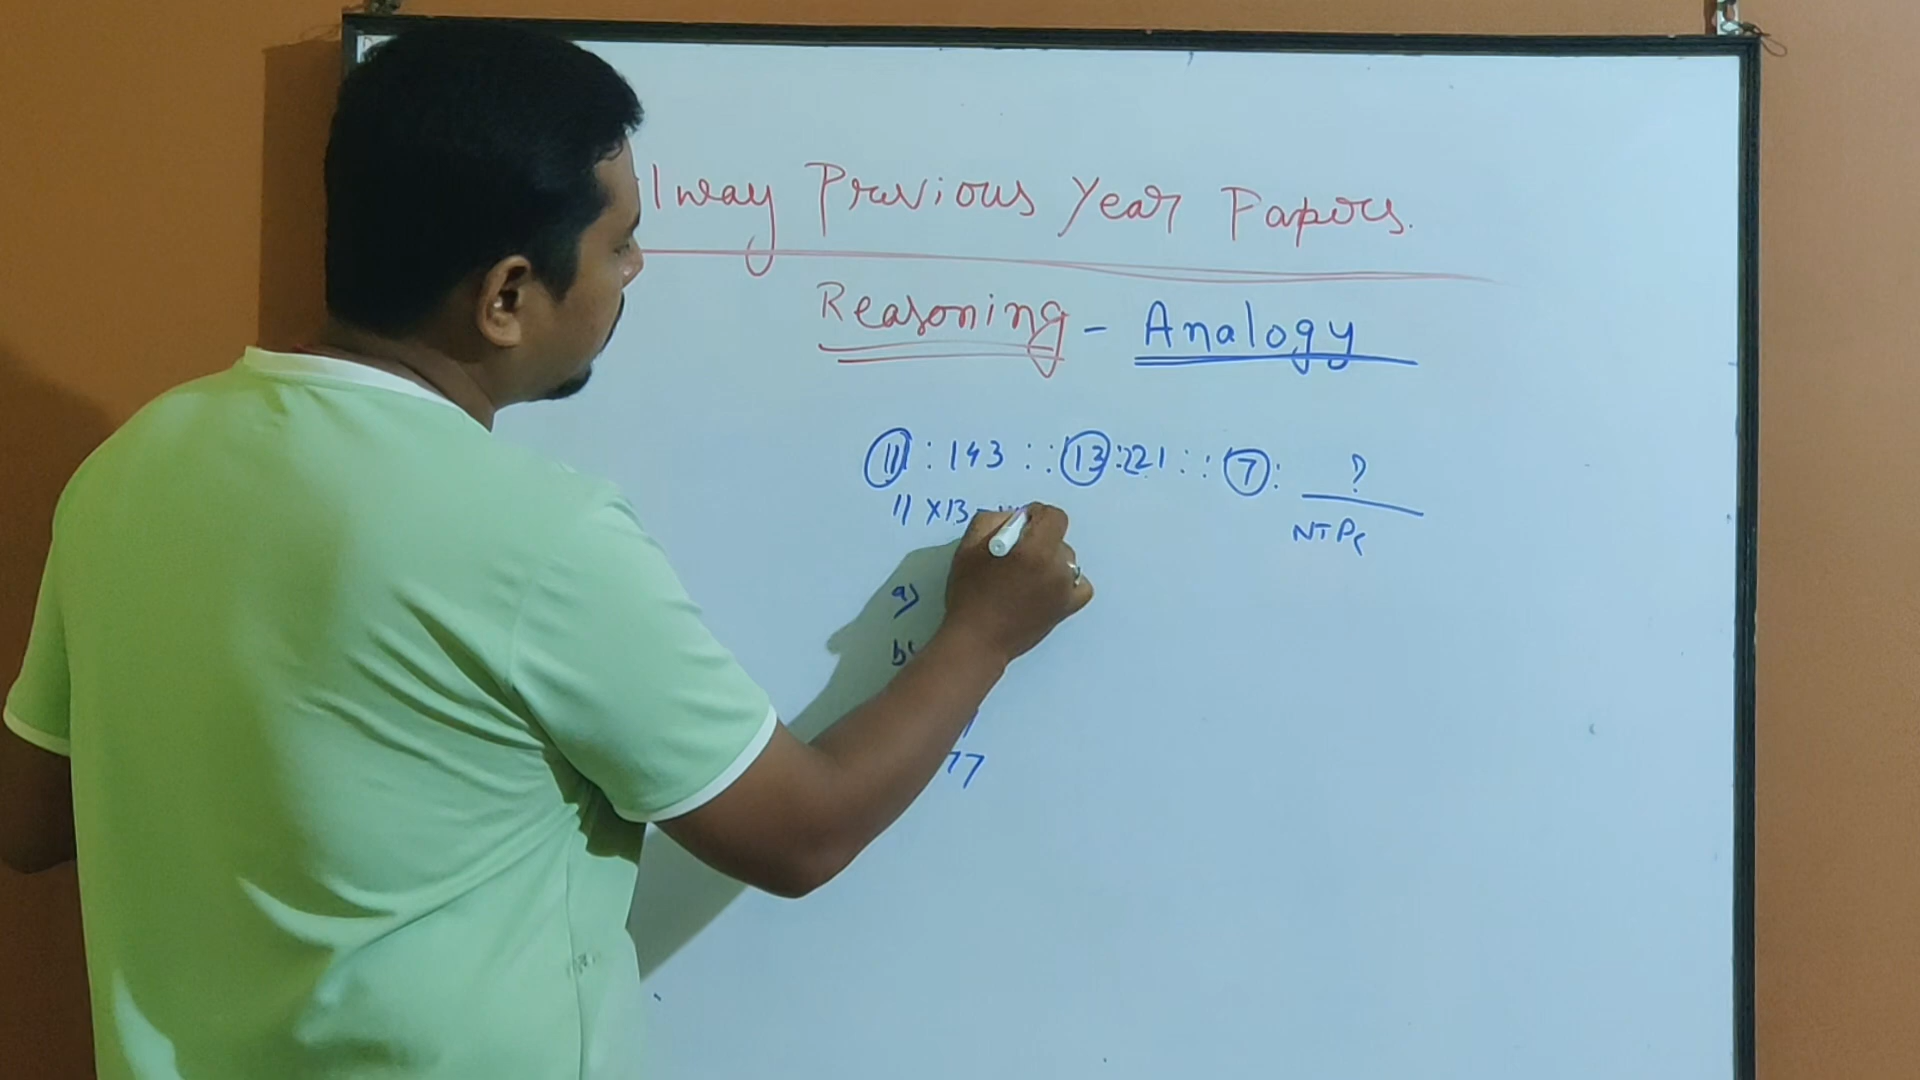 lway Previous Year Papers.
Reasoning - Analogy
11 : 143 :: 13 : 221 :: 7 : ?
11 x 13 =
NTPC
a)
b)
77